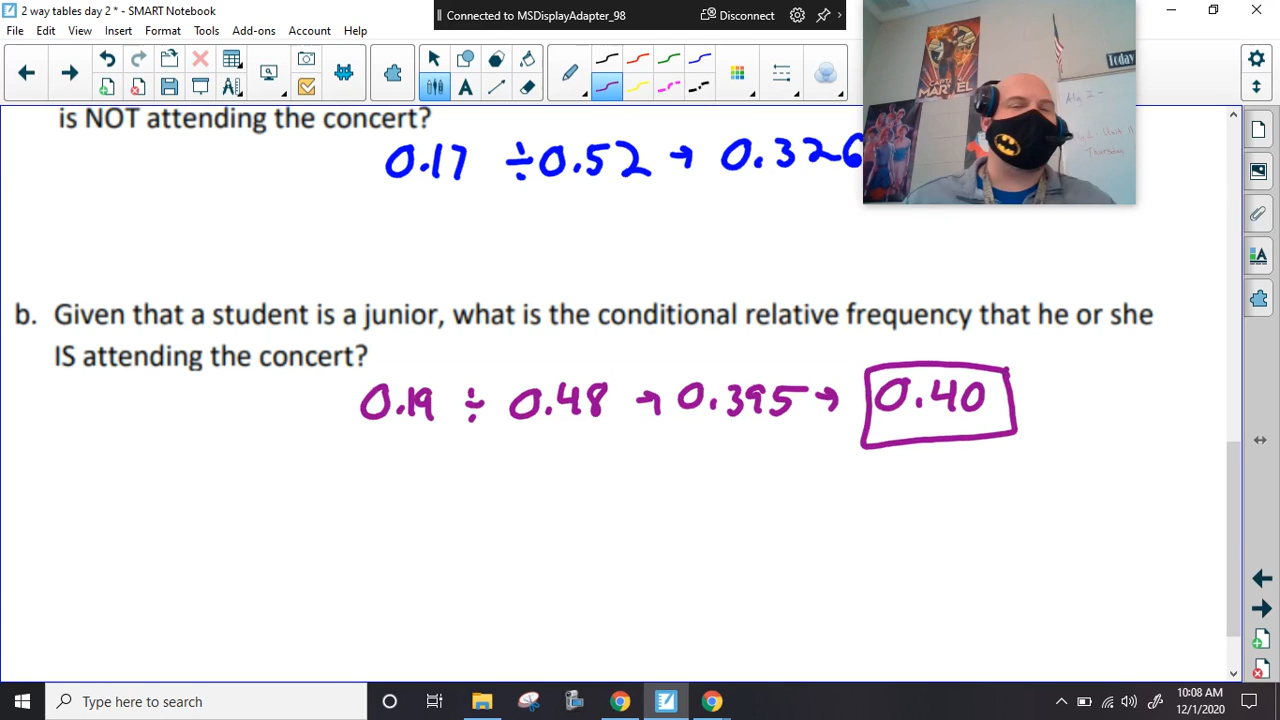 2 way tables day 2 * - SMART Notebook
Connected to MSDisplayAdapter_98
Disconnect
File Edit View Insert Format Tools Add-ons Account Help
MARVEL
Today
is NOT attending the concert?
0.17 ÷ 0.52 → 0.326
Thursday
b. Given that a student is a junior, what is the conditional relative frequency that he or she
IS attending the concert?
0.19 ÷ 0.48 → 0.395 → 0.40
Type here to search
10:08 AM
12/1/2020